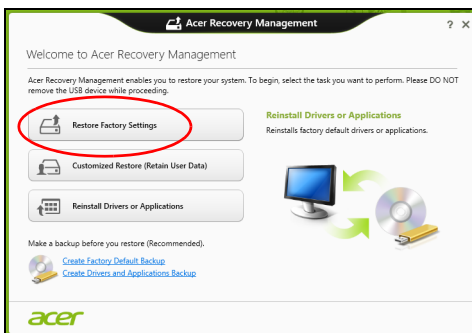 Acer Recovery Management
? X
Welcome to Acer Recovery Management
Acer Recovery Management enables you to restore your system. To begin, select the task you want to perform. Please DO NOT
remove the USB device while proceeding.
Restore Factory Settings
Customized Restore (Retain User Data)
Reinstall Drivers or Applications
Reinstall Drivers or Applications
Reinstalls factory default drivers or applications.
Make a backup before you restore (Recommended).
Create Factory Default Backup
Create Drivers and Applications Backup
acer